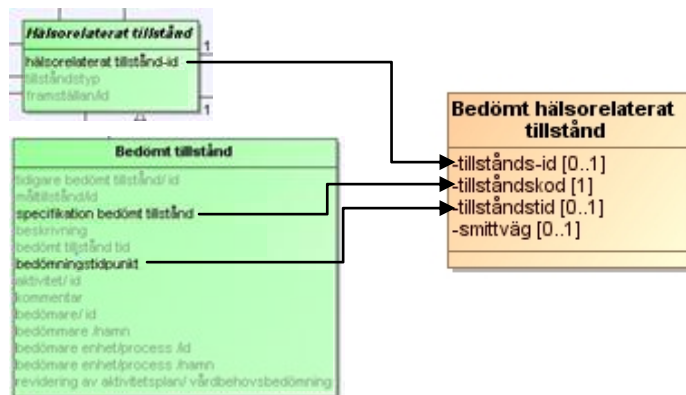 Hälsorelaterat tillstånd
1
hälsorelaterat tillstånd-id
tillståndstyp
framställan/id
1
Bedömt tillstånd
tidigare bedömt tillstånd/ id
måltillstånd/id
specifikation bedömt tillstånd
beskrivning
bedömt tillstånd tid
bedömningstidpunkt
aktivitet/ id
kommentar
bedömare/ id
bedömmare /namn
bedömare enhet/process /id
bedömare enhet/process /namn
revidering av aktivitetsplan/ vårdbehovsbedömning
Bedömt hälsorelaterat
tillstånd
-tillstånds-id [0..1]
-tillståndskod [1]
-tillståndstid [0..1]
-smittväg [0..1]